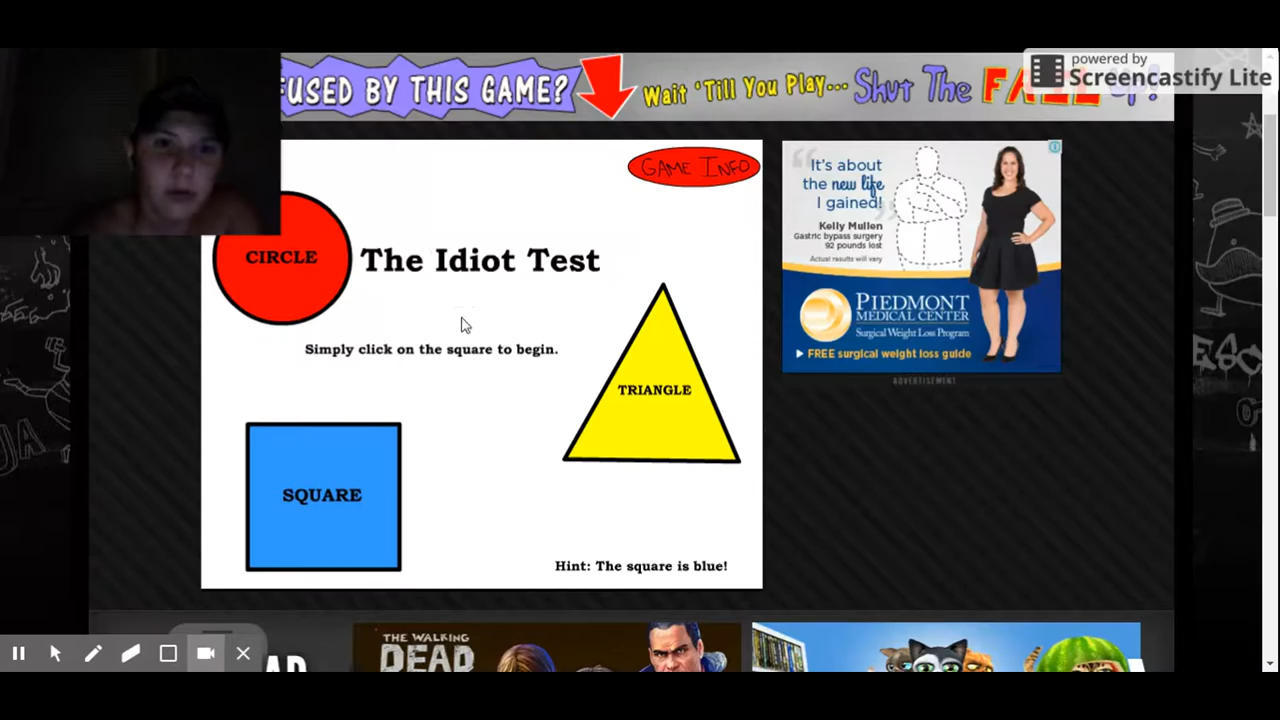 FUSED BY THIS GAME?
Wait 'Till You Play...
Shut The FALL Up!
powered by
Screencastify Lite
GAME INFO
CIRCLE
The Idiot Test
Simply click on the square to begin.
TRIANGLE
SQUARE
Hint: The square is blue!
It's about
the new life
I gained!
Kelly Mullen
Gastric bypass surgery
92 pounds lost
Actual results will vary
PIEDMONT
MEDICAL CENTER
Surgical Weight Loss Program
FREE surgical weight loss guide
ADVERTISEMENT
THE WALKING
DEAD